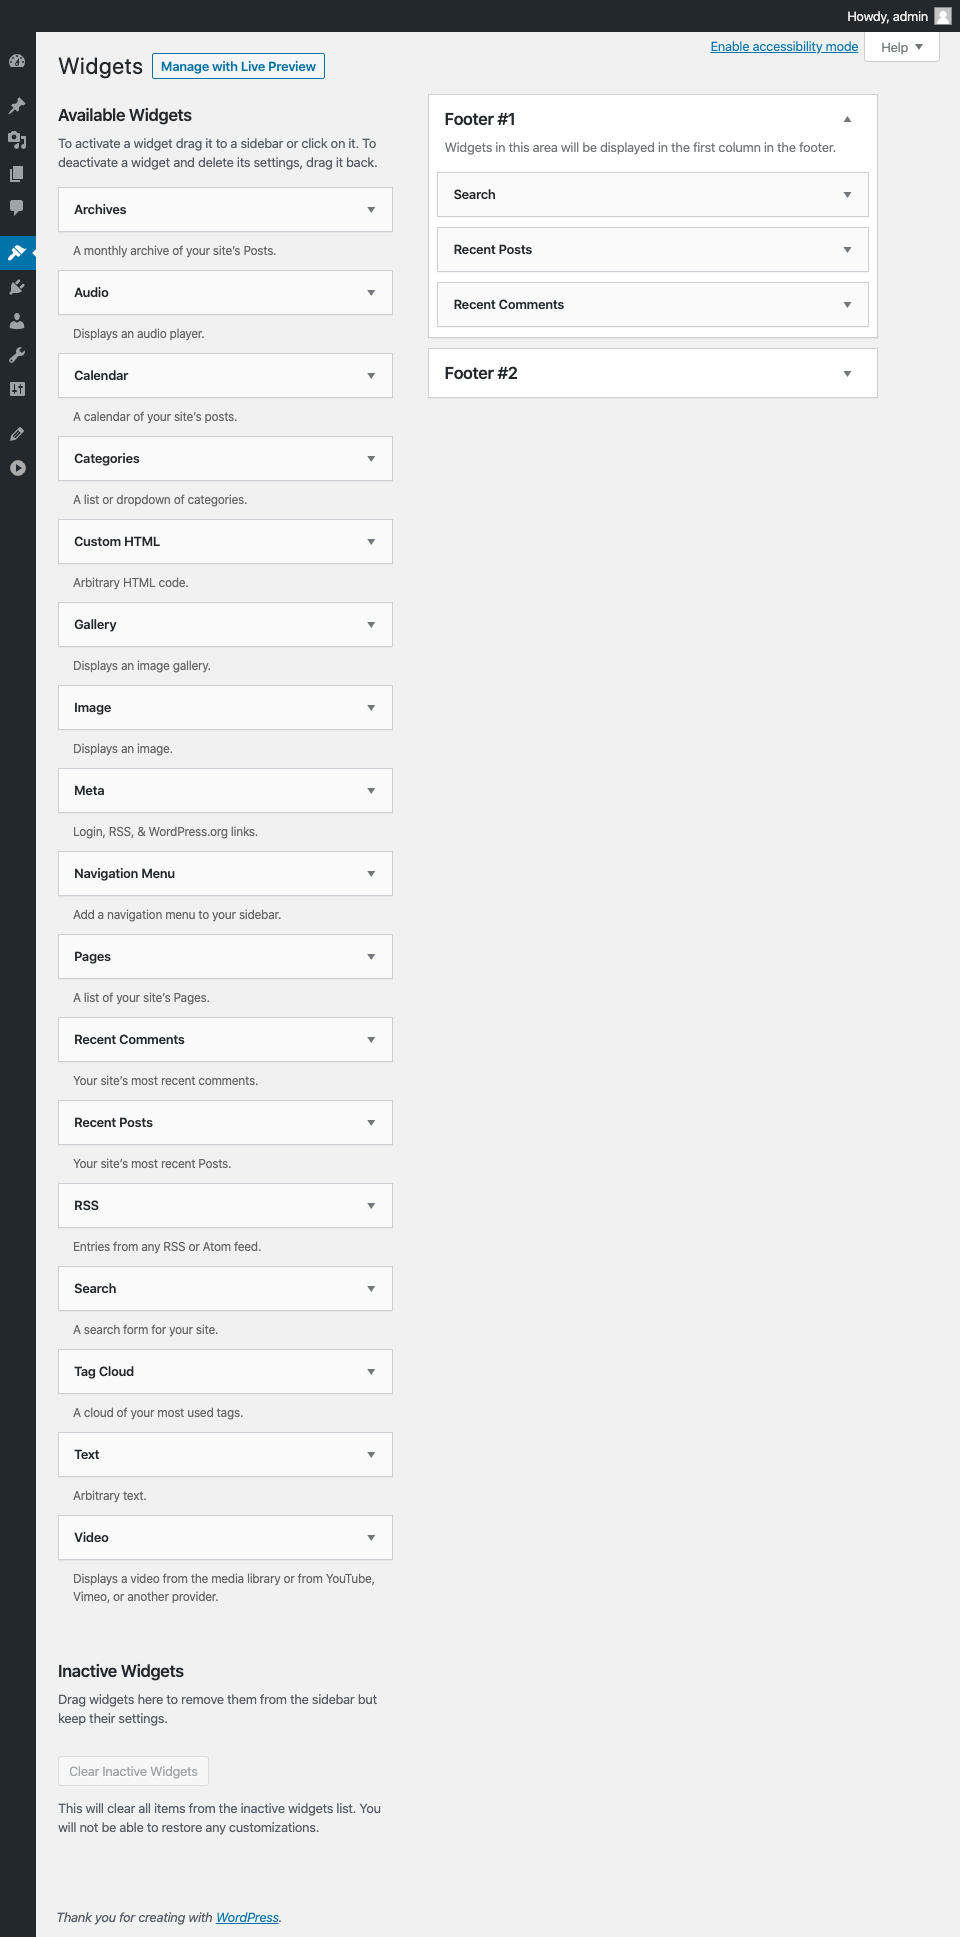 Howdy, admin
Enable accessibility mode
Help
Widgets
Manage with Live Preview
Available Widgets
To activate a widget drag it to a sidebar or click on it. To
deactivate a widget and delete its settings, drag it back.
Archives
A monthly archive of your site's Posts.
Audio
Displays an audio player.
Calendar
A calendar of your site's posts.
Categories
A list or dropdown of categories.
Custom HTML
Arbitrary HTML code.
Gallery
Displays an image gallery.
Image
Displays an image.
Meta
Login, RSS, & WordPress.org links.
Navigation Menu
Add a navigation menu to your sidebar.
Pages
A list of your site's Pages.
Recent Comments
Your site's most recent comments.
Recent Posts
Your site's most recent Posts.
RSS
Entries from any RSS or Atom feed.
Search
A search form for your site.
Tag Cloud
A cloud of your most used tags.
Text
Arbitrary text.
Video
Displays a video from the media library or from YouTube,
Vimeo, or another provider.
Inactive Widgets
Drag widgets here to remove them from the sidebar but
keep their settings.
Clear Inactive Widgets
This will clear all items from the inactive widgets list. You
will not be able to restore any customizations.
Footer #1
Widgets in this area will be displayed in the first column in the footer.
Search
Recent Posts
Recent Comments
Footer #2
Thank you for creating with WordPress.